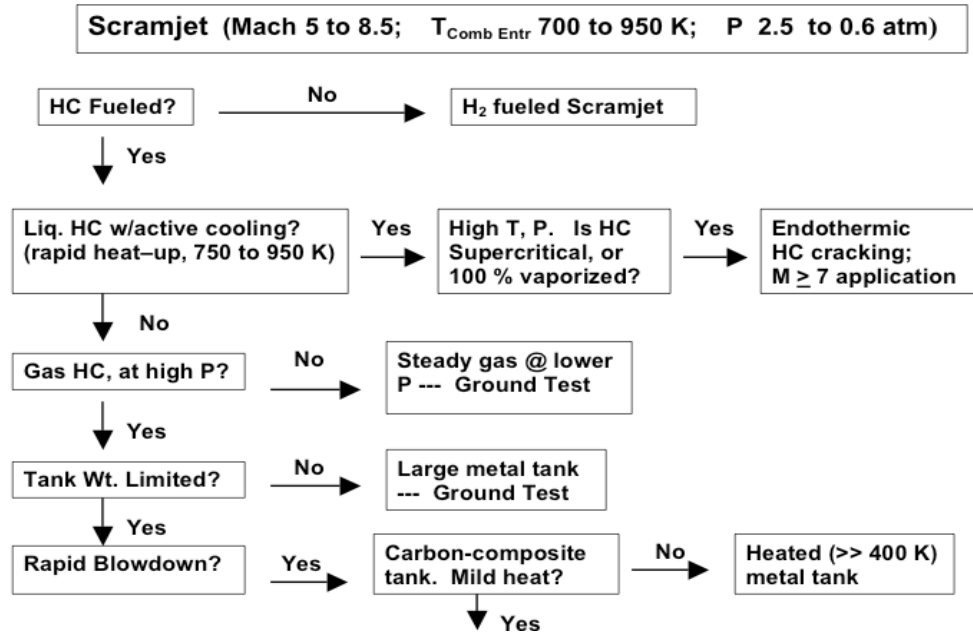 Scramjet (Mach 5 to 8.5; T_Comb Entr 700 to 950 K; P 2.5 to 0.6 atm)
HC Fueled?
No
H₂ fueled Scramjet
Yes
Liq. HC w/active cooling?
(rapid heat–up, 750 to 950 K)
Yes
High T, P. Is HC
Supercritical, or
100 % vaporized?
Yes
Endothermic
HC cracking;
M ≥ 7 application
No
Gas HC, at high P?
No
Steady gas @ lower
P --- Ground Test
Yes
Tank Wt. Limited?
No
Large metal tank
--- Ground Test
Yes
Rapid Blowdown?
Yes
Carbon-composite
tank. Mild heat?
No
Heated (>> 400 K)
metal tank
Yes